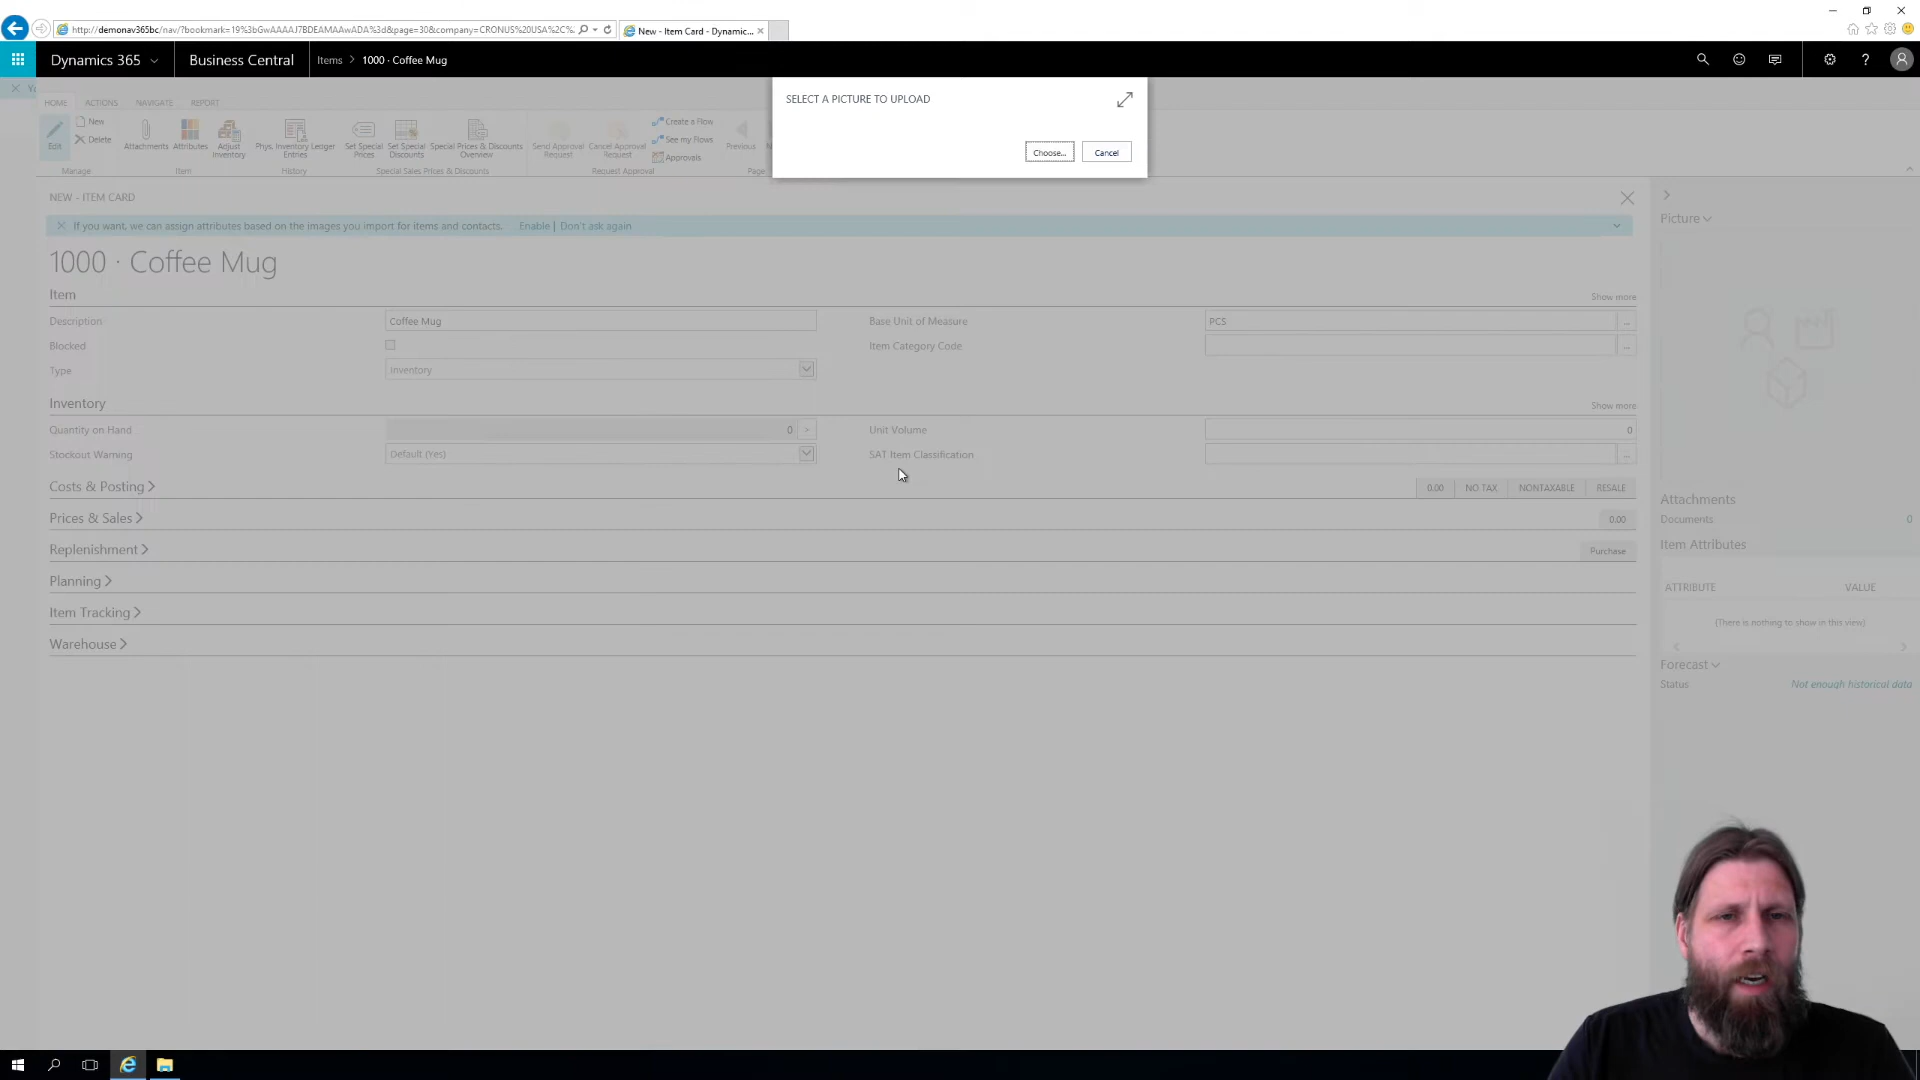 http://demonav365bc/nav/?bookmark=19%3bGwAAAAJ7BDEAMAAwADA%3d&page=30&company=CRONUS%20USA%2C%2
New - Item Card - Dynamic...
Dynamics 365
Business Central
Items > 1000 · Coffee Mug
SELECT A PICTURE TO UPLOAD
Choose...
Cancel
HOME ACTIONS NAVIGATE REPORT
Edit
New
Delete
Manage
Attachments
Attributes
Adjust Inventory
Item
Phys. Inventory Ledger Entries
History
Set Special Prices
Set Special Discounts
Special Prices & Discounts Overview
Special Sales Prices & Discounts
Send Approval Request
Cancel Approval Request
Request Approval
Create a Flow
See my Flows
Approvals
Previous
NEW - ITEM CARD
If you want, we can assign attributes based on the images you import for items and contacts. Enable | Don't ask again
1000 · Coffee Mug
Item
Show more
Description Coffee Mug
Base Unit of Measure PCS
Blocked
Item Category Code
Type Inventory
Inventory
Show more
Quantity on Hand 0
Unit Volume 0
Stockout Warning Default (Yes)
SAT Item Classification
Costs & Posting > 0.00 NO TAX NONTAXABLE RESALE
Prices & Sales > 0.00
Replenishment > Purchase
Planning >
Item Tracking >
Warehouse >
Picture
Attachments
Documents 0
Item Attributes
ATTRIBUTE VALUE
(There is nothing to show in this view)
Forecast
Status Not enough historical data